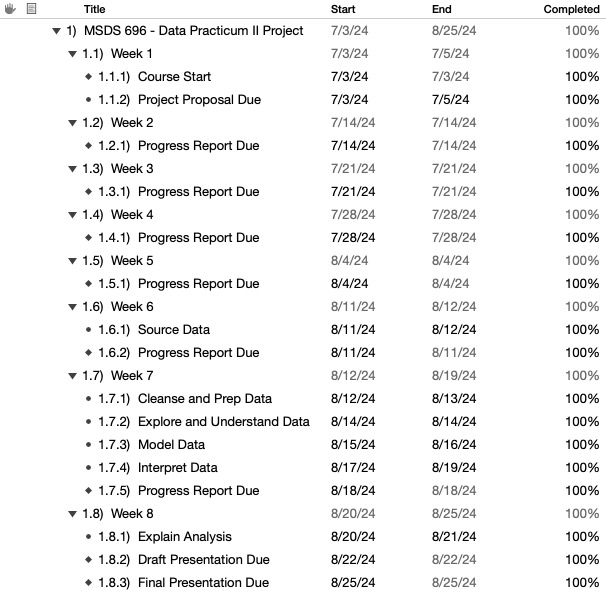 Title Start End Completed
1) MSDS 696 - Data Practicum II Project 7/3/24 8/25/24 100%
1.1) Week 1 7/3/24 7/5/24 100%
1.1.1) Course Start 7/3/24 7/3/24 100%
1.1.2) Project Proposal Due 7/3/24 7/5/24 100%
1.2) Week 2 7/14/24 7/14/24 100%
1.2.1) Progress Report Due 7/14/24 7/14/24 100%
1.3) Week 3 7/21/24 7/21/24 100%
1.3.1) Progress Report Due 7/21/24 7/21/24 100%
1.4) Week 4 7/28/24 7/28/24 100%
1.4.1) Progress Report Due 7/28/24 7/28/24 100%
1.5) Week 5 8/4/24 8/4/24 100%
1.5.1) Progress Report Due 8/4/24 8/4/24 100%
1.6) Week 6 8/11/24 8/12/24 100%
1.6.1) Source Data 8/11/24 8/12/24 100%
1.6.2) Progress Report Due 8/11/24 8/11/24 100%
1.7) Week 7 8/12/24 8/19/24 100%
1.7.1) Cleanse and Prep Data 8/12/24 8/13/24 100%
1.7.2) Explore and Understand Data 8/14/24 8/14/24 100%
1.7.3) Model Data 8/15/24 8/16/24 100%
1.7.4) Interpret Data 8/17/24 8/19/24 100%
1.7.5) Progress Report Due 8/18/24 8/18/24 100%
1.8) Week 8 8/20/24 8/25/24 100%
1.8.1) Explain Analysis 8/20/24 8/21/24 100%
1.8.2) Draft Presentation Due 8/22/24 8/22/24 100%
1.8.3) Final Presentation Due 8/25/24 8/25/24 100%